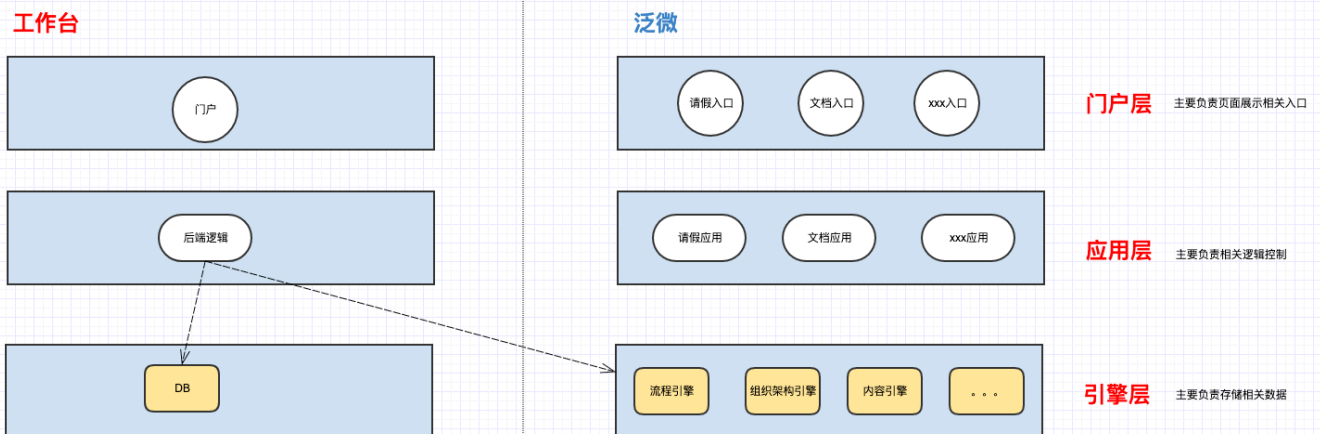 工作台
泛微
门户
请假入口
文档入口
xxx入口
门户层
主要负责页面展示相关入口
后端逻辑
请假应用
文档应用
xxx应用
应用层
主要负责相关逻辑控制
DB
流程引擎
组织架构引擎
内容引擎
。。。
引擎层
主要负责存储相关数据